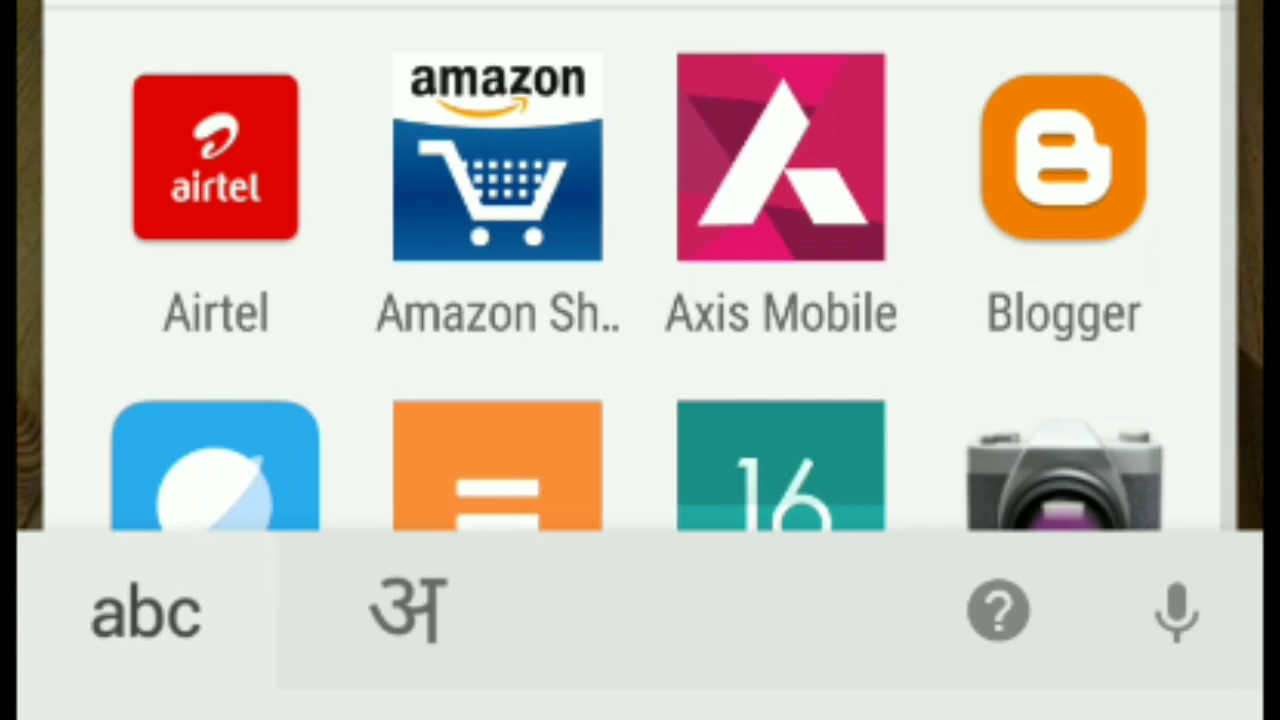 airtel
amazon
Airtel
Amazon Sh..
Axis Mobile
Blogger
16
abc
अ